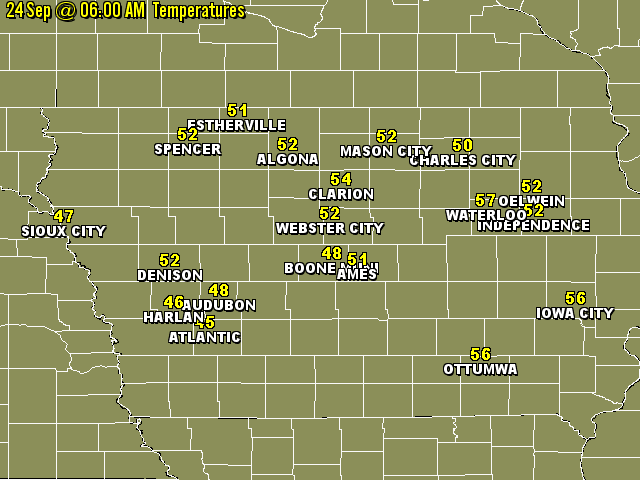 24 Sep @ 06:00 AM Temperatures
51
ESTHERVILLE
52
SPENCER
52
ALGONA
52
MASON CITY
50
CHARLES CITY
54
CLARION
52
OELWEIN
57
WATERLOO
52
INDEPENDENCE
47
SIOUX CITY
52
WEBSTER CITY
52
DENISON
48
BOONE
51
AMES
48
AUDUBON
46
HARLAN
45
ATLANTIC
56
IOWA CITY
56
OTTUMWA